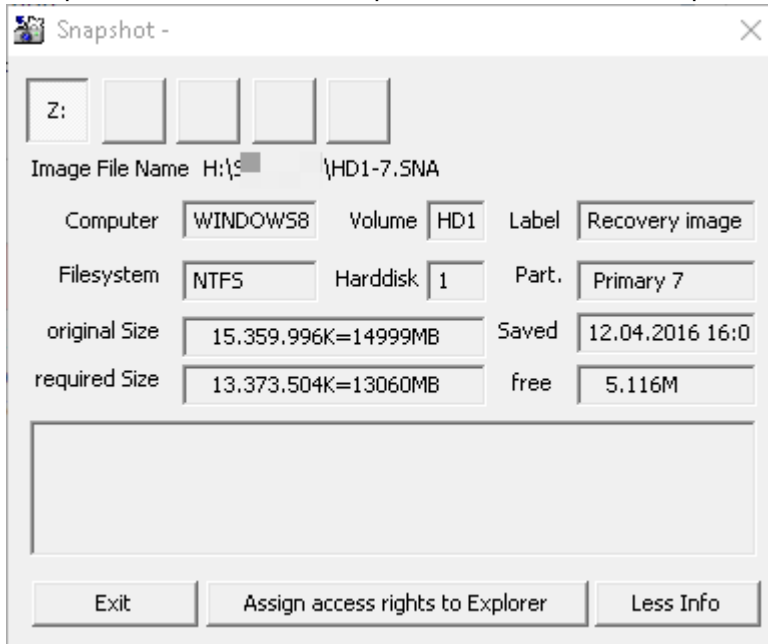 Snapshot -
Z:
Image File Name H:\S \HD1-7.SNA
Computer WINDOWS8 Volume HD1 Label Recovery image
Filesystem NTFS Harddisk 1 Part. Primary 7
original Size 15.359.996K=14999MB Saved 12.04.2016 16:0
required Size 13.373.504K=13060MB free 5.116M
Exit Assign access rights to Explorer Less Info